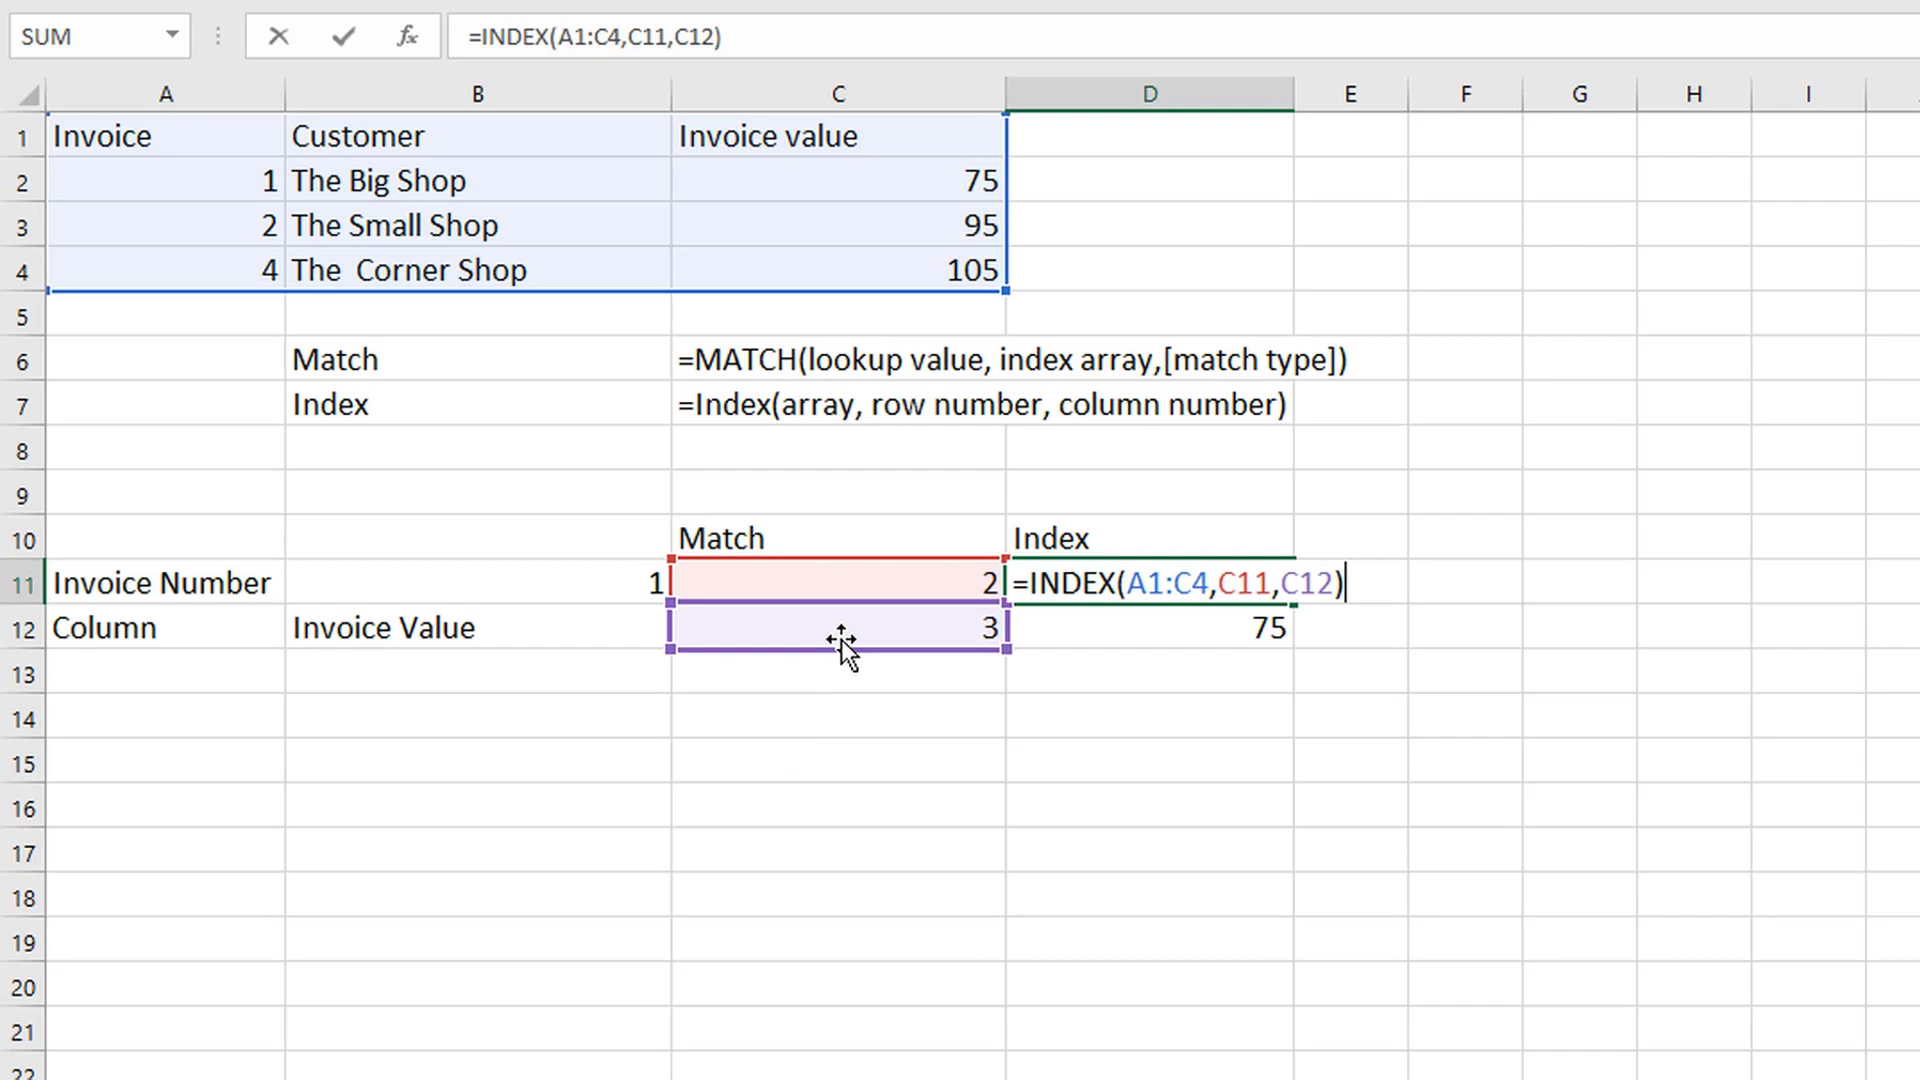 SUM =INDEX(A1:C4,C11,C12)
A B C D E F G H I
1 Invoice Customer Invoice value
2 1 The Big Shop 75
3 2 The Small Shop 95
4 4 The  Corner Shop 105
5
6 Match =MATCH(lookup value, index array,[match type])
7 Index =Index(array, row number, column number)
8
9
10 Match Index
11 Invoice Number 1 2 =INDEX(A1:C4,C11,C12)
12 Column Invoice Value 3 75
13
14
15
16
17
18
19
20
21
22